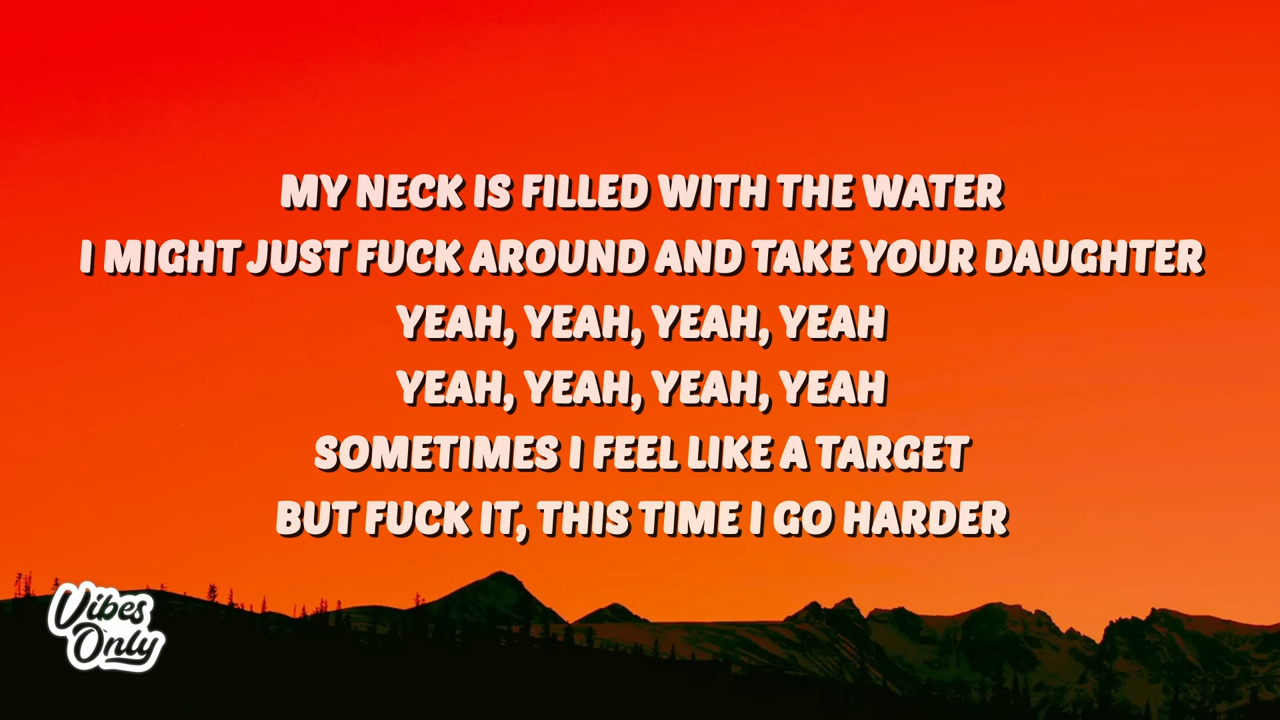 MY NECK IS FILLED WITH THE WATER
I MIGHT JUST FUCK AROUND AND TAKE YOUR DAUGHTER
YEAH, YEAH, YEAH, YEAH
YEAH, YEAH, YEAH, YEAH
SOMETIMES I FEEL LIKE A TARGET
BUT FUCK IT, THIS TIME I GO HARDER
Vibes
Only